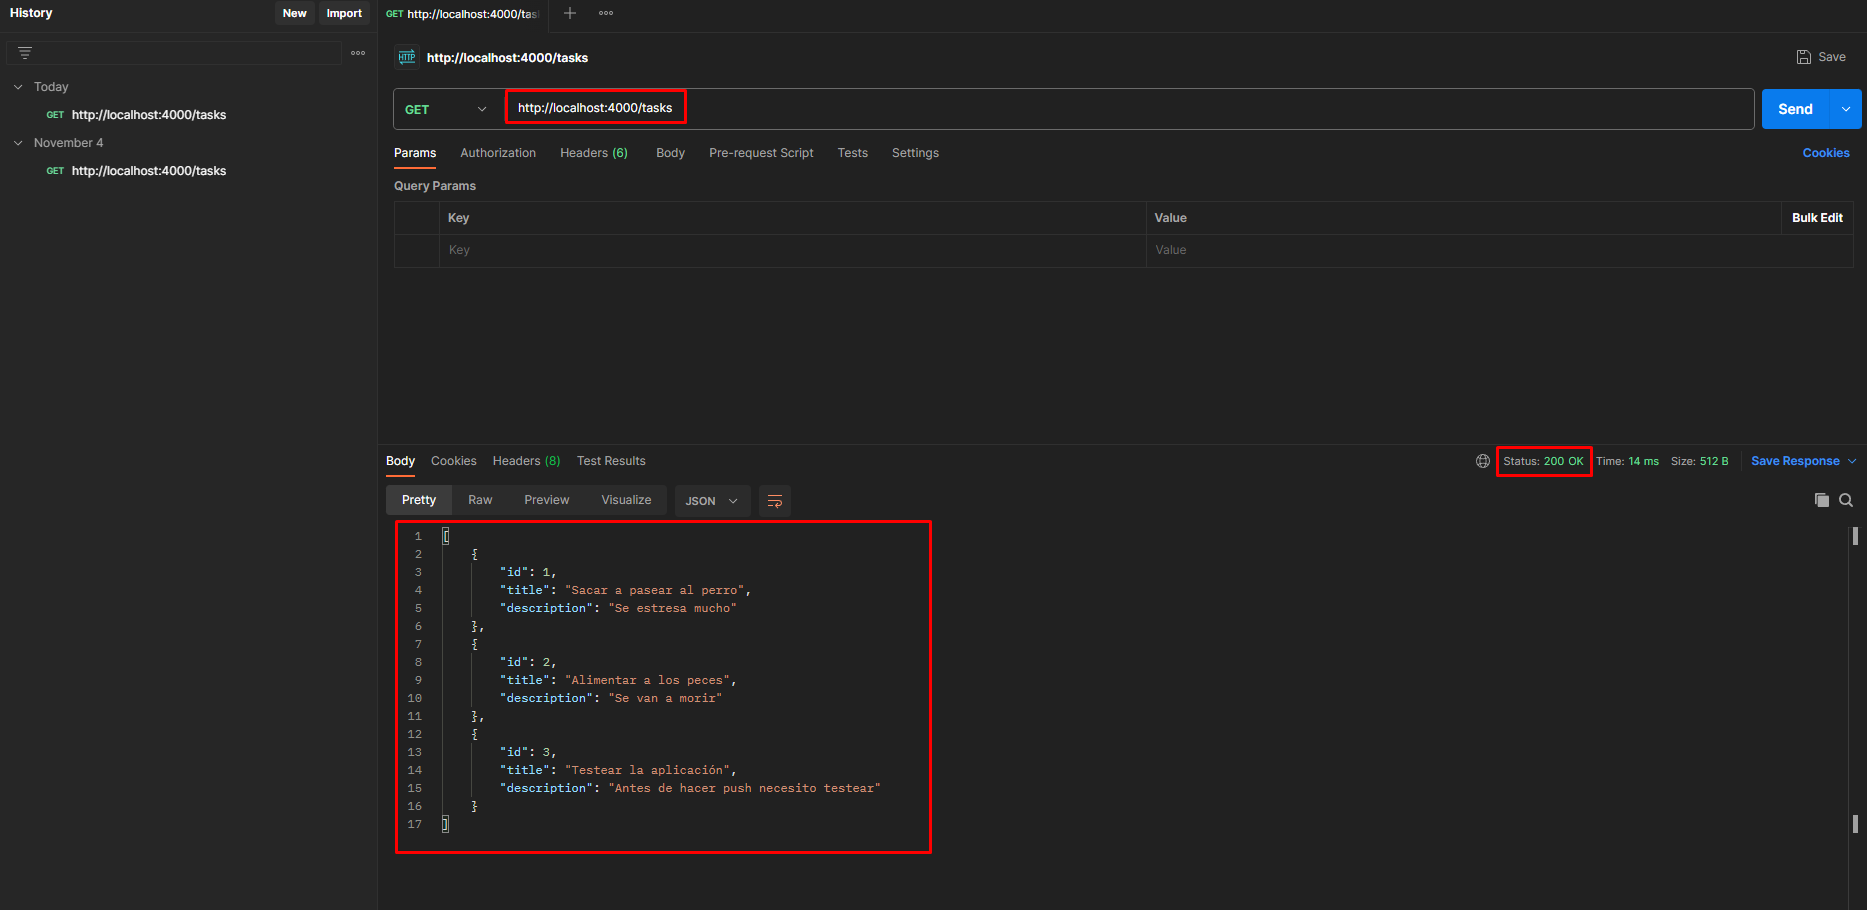 History
New
Import
GET http://localhost:4000/tas
http://localhost:4000/tasks
Save
Today
GET http://localhost:4000/tasks
November 4
GET http://localhost:4000/tasks
GET
http://localhost:4000/tasks
Send
Params
Authorization
Headers (6)
Body
Pre-request Script
Tests
Settings
Cookies
Query Params
Key
Value
Bulk Edit
Key
Value
Body
Cookies
Headers (8)
Test Results
Status: 200 OK
Time: 14 ms
Size: 512 B
Save Response
Pretty
Raw
Preview
Visualize
JSON
1 [
2 {
3 "id": 1,
4 "title": "Sacar a pasear al perro",
5 "description": "Se estresa mucho"
6 },
7 {
8 "id": 2,
9 "title": "Alimentar a los peces",
10 "description": "Se van a morir"
11 },
12 {
13 "id": 3,
14 "title": "Testear la aplicación",
15 "description": "Antes de hacer push necesito testear"
16 }
17 ]